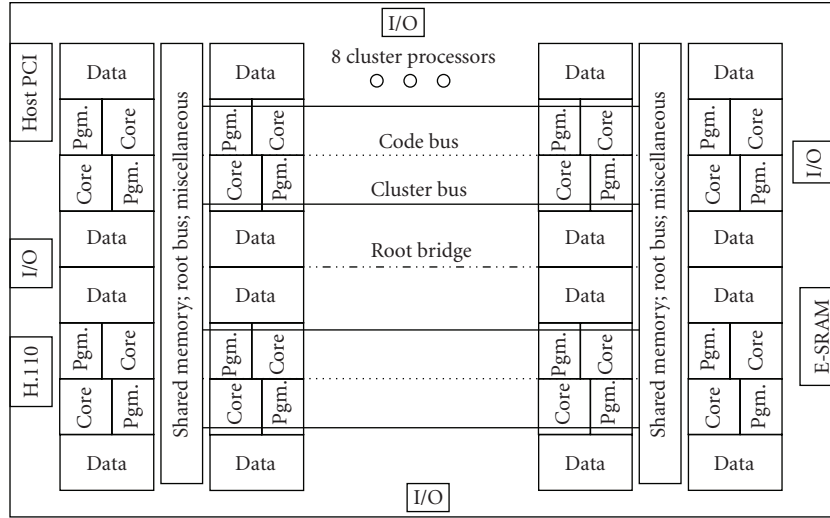 I/O
Host PCI
8 cluster processors
Data
Data
Data
Data
Pgm.
Core
Pgm.
Core
Pgm.
Core
Pgm.
Core
Code bus
Core
Pgm.
Core
Pgm.
Core
Pgm.
Core
Pgm.
I/O
Cluster bus
Shared memory; root bus; miscellaneous
Shared memory; root bus; miscellaneous
I/O
Data
Data
Root bridge
Data
Data
Data
Data
Data
Data
E-SRAM
H.110
Pgm.
Core
Pgm.
Core
Pgm.
Core
Pgm.
Core
Core
Pgm.
Core
Pgm.
Core
Pgm.
Core
Pgm.
Data
Data
Data
Data
I/O